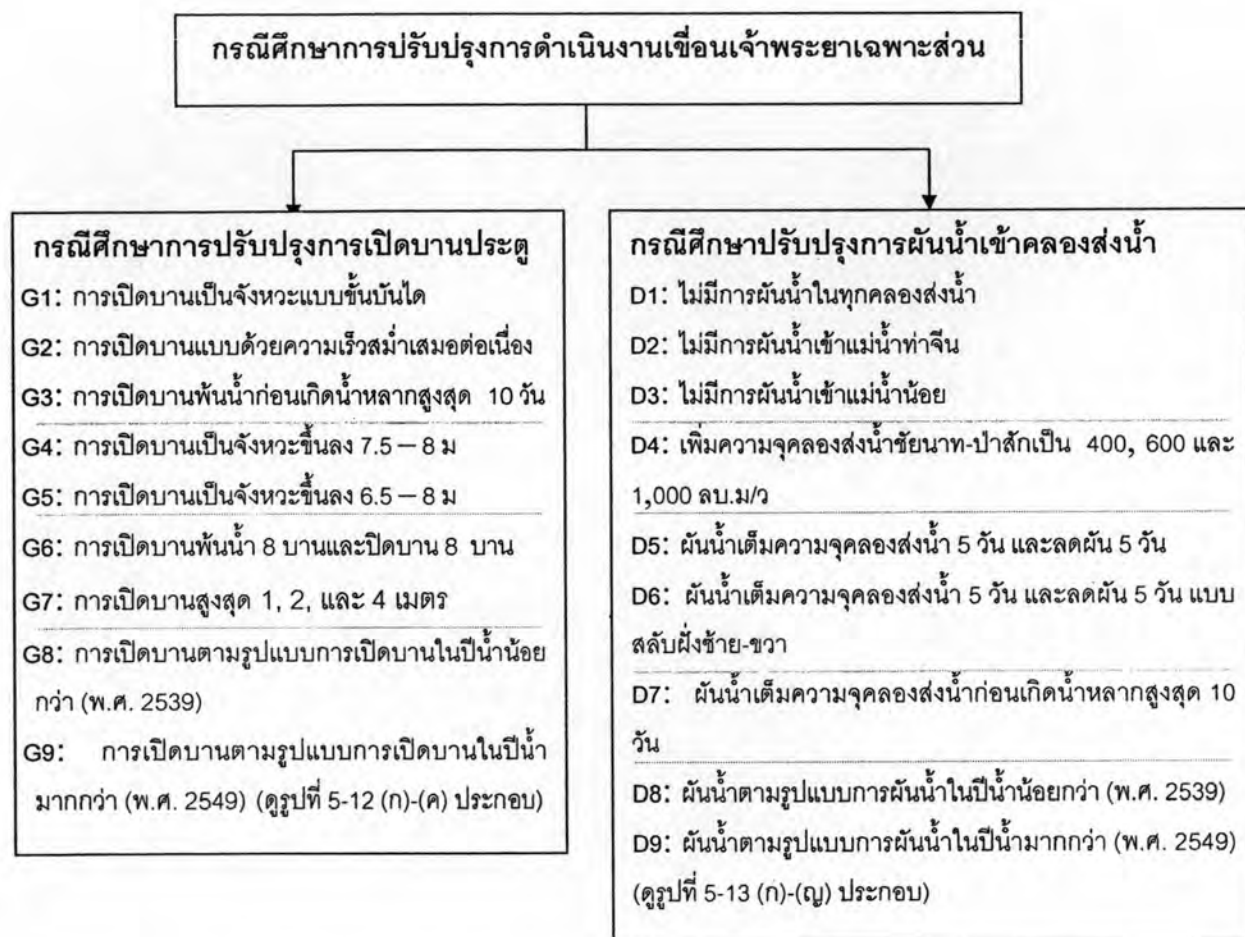 กรณีศึกษาการปรับปรุงการดำเนินงานเขื่อนเจ้าพระยาเฉพาะส่วน
กรณีศึกษาการปรับปรุงการเปิดบานประตู
G1: การเปิดบานเป็นจังหวะแบบขั้นบันได
G2: การเปิดบานแบบด้วยความเร็วสม่ำเสมอต่อเนื่อง
G3: การเปิดบานพ้นน้ำก่อนเกิดน้ำหลากสูงสุด 10 วัน
G4: การเปิดบานเป็นจังหวะขึ้นลง 7.5 – 8 ม
G5: การเปิดบานเป็นจังหวะขึ้นลง 6.5 – 8 ม
G6: การเปิดบานพ้นน้ำ 8 บานและปิดบาน 8 บาน
G7: การเปิดบานสูงสุด 1, 2, และ 4 เมตร
G8: การเปิดบานตามรูปแบบการเปิดบานในปีน้ำน้อย
กว่า (พ.ศ. 2539)
G9: การเปิดบานตามรูปแบบการเปิดบานในปีน้ำ
มากกว่า (พ.ศ. 2549) (ดูรูปที่ 5-12 (ก)-(ค) ประกอบ)
กรณีศึกษาปรับปรุงการผันน้ำเข้าคลองส่งน้ำ
D1: ไม่มีการผันน้ำในทุกคลองส่งน้ำ
D2: ไม่มีการผันน้ำเข้าแม่น้ำท่าจีน
D3: ไม่มีการผันน้ำเข้าแม่น้ำน้อย
D4: เพิ่มความจุคลองส่งน้ำชัยนาท-ป่าสักเป็น 400, 600 และ
1,000 ลบ.ม/ว
D5: ผันน้ำเต็มความจุคลองส่งน้ำ 5 วัน และลดผัน 5 วัน
D6: ผันน้ำเต็มความจุคลองส่งน้ำ 5 วัน และลดผัน 5 วัน แบบ
สลับฝั่งซ้าย-ขวา
D7: ผันน้ำเต็มความจุคลองส่งน้ำก่อนเกิดน้ำหลากสูงสุด 10
วัน
D8: ผันน้ำตามรูปแบบการผันน้ำในปีน้ำน้อยกว่า (พ.ศ. 2539)
D9: ผันน้ำตามรูปแบบการผันน้ำในปีน้ำมากกว่า (พ.ศ. 2549)
(ดูรูปที่ 5-13 (ก)-(ญ) ประกอบ)